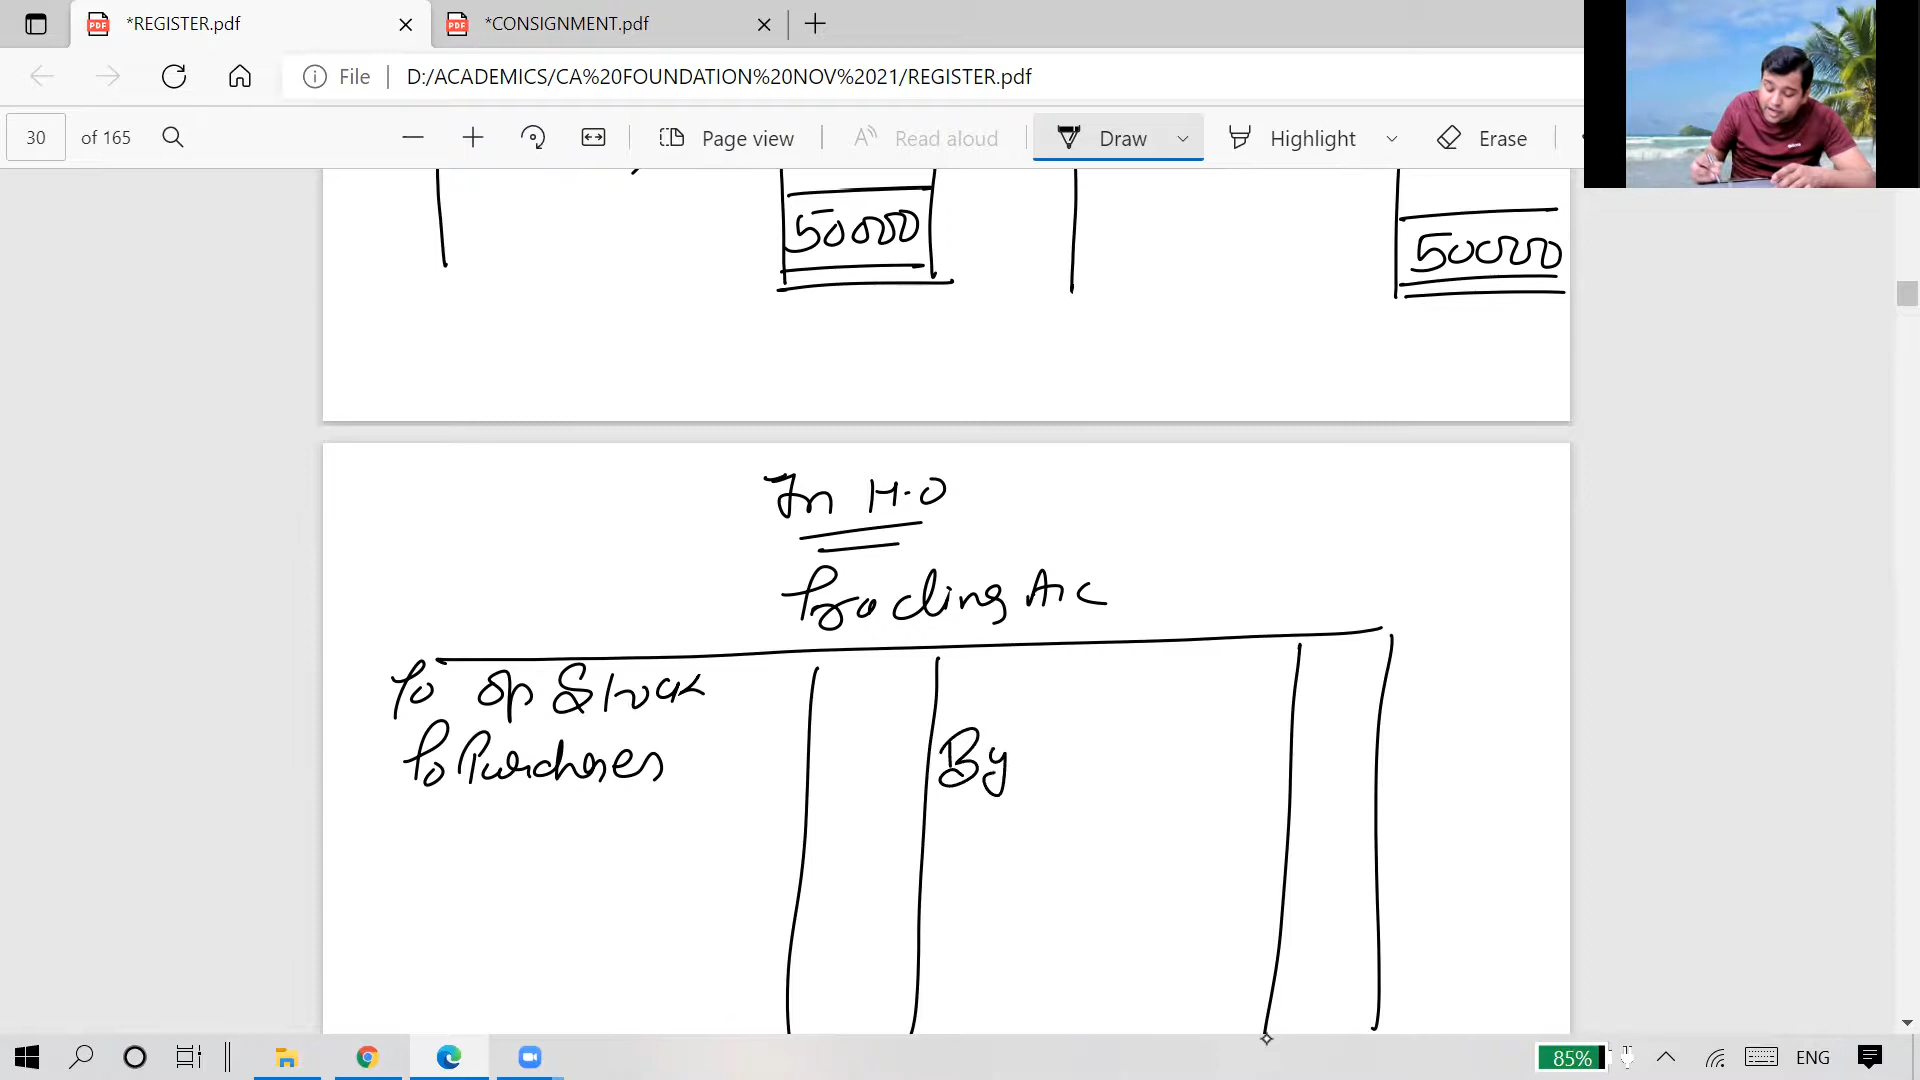 *REGISTER.pdf
*CONSIGNMENT.pdf
File
D:/ACADEMICS/CA%20FOUNDATION%20NOV%2021/REGISTER.pdf
30 of 165
Page view
Read aloud
Draw
Highlight
Erase
50000
50000
In H.O
Trading A/c
To op Stock
To Purchases
By
85%
ENG